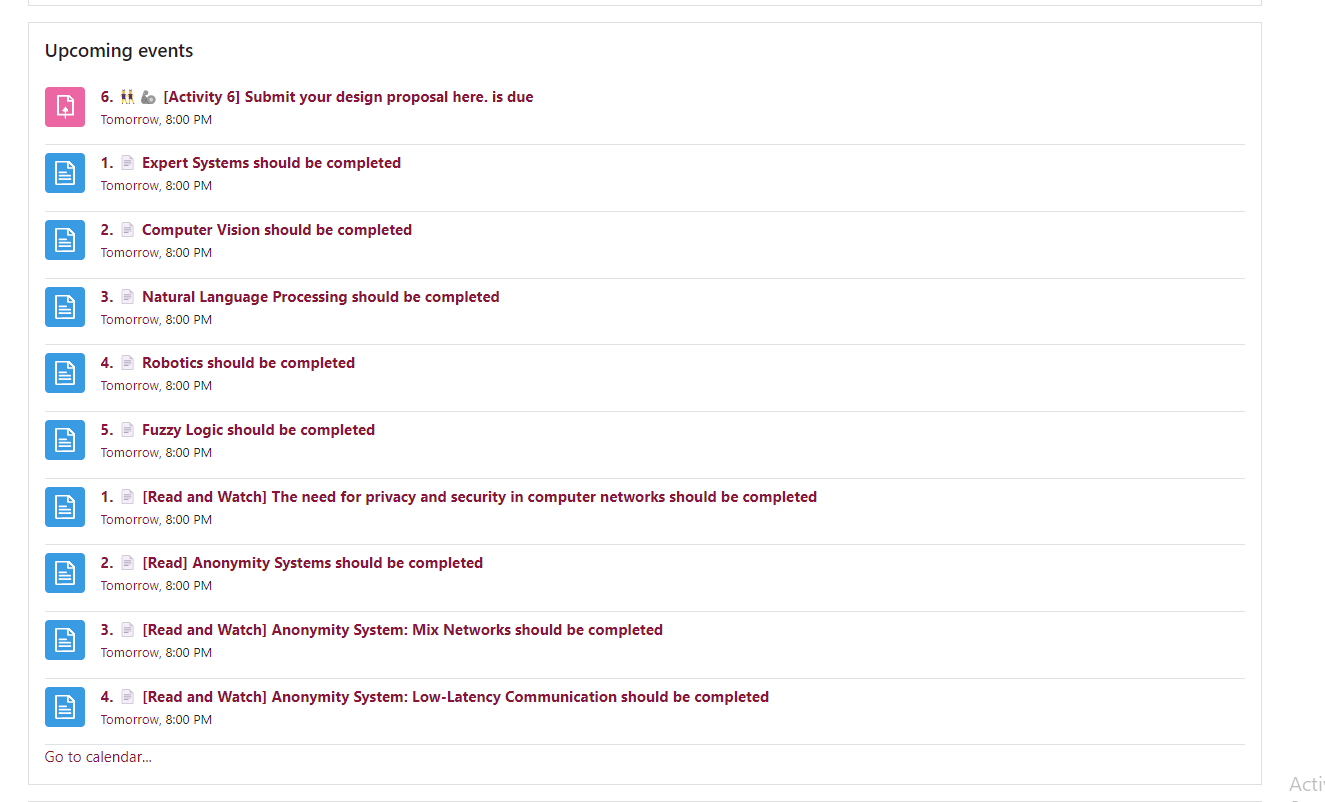 Upcoming events
6. 👯 🦾 [Activity 6] Submit your design proposal here. is due
Tomorrow, 8:00 PM
1. 📄 Expert Systems should be completed
Tomorrow, 8:00 PM
2. 📄 Computer Vision should be completed
Tomorrow, 8:00 PM
3. 📄 Natural Language Processing should be completed
Tomorrow, 8:00 PM
4. 📄 Robotics should be completed
Tomorrow, 8:00 PM
5. 📄 Fuzzy Logic should be completed
Tomorrow, 8:00 PM
1. 📄 [Read and Watch] The need for privacy and security in computer networks should be completed
Tomorrow, 8:00 PM
2. 📄 [Read] Anonymity Systems should be completed
Tomorrow, 8:00 PM
3. 📄 [Read and Watch] Anonymity System: Mix Networks should be completed
Tomorrow, 8:00 PM
4. 📄 [Read and Watch] Anonymity System: Low-Latency Communication should be completed
Tomorrow, 8:00 PM
Go to calendar...